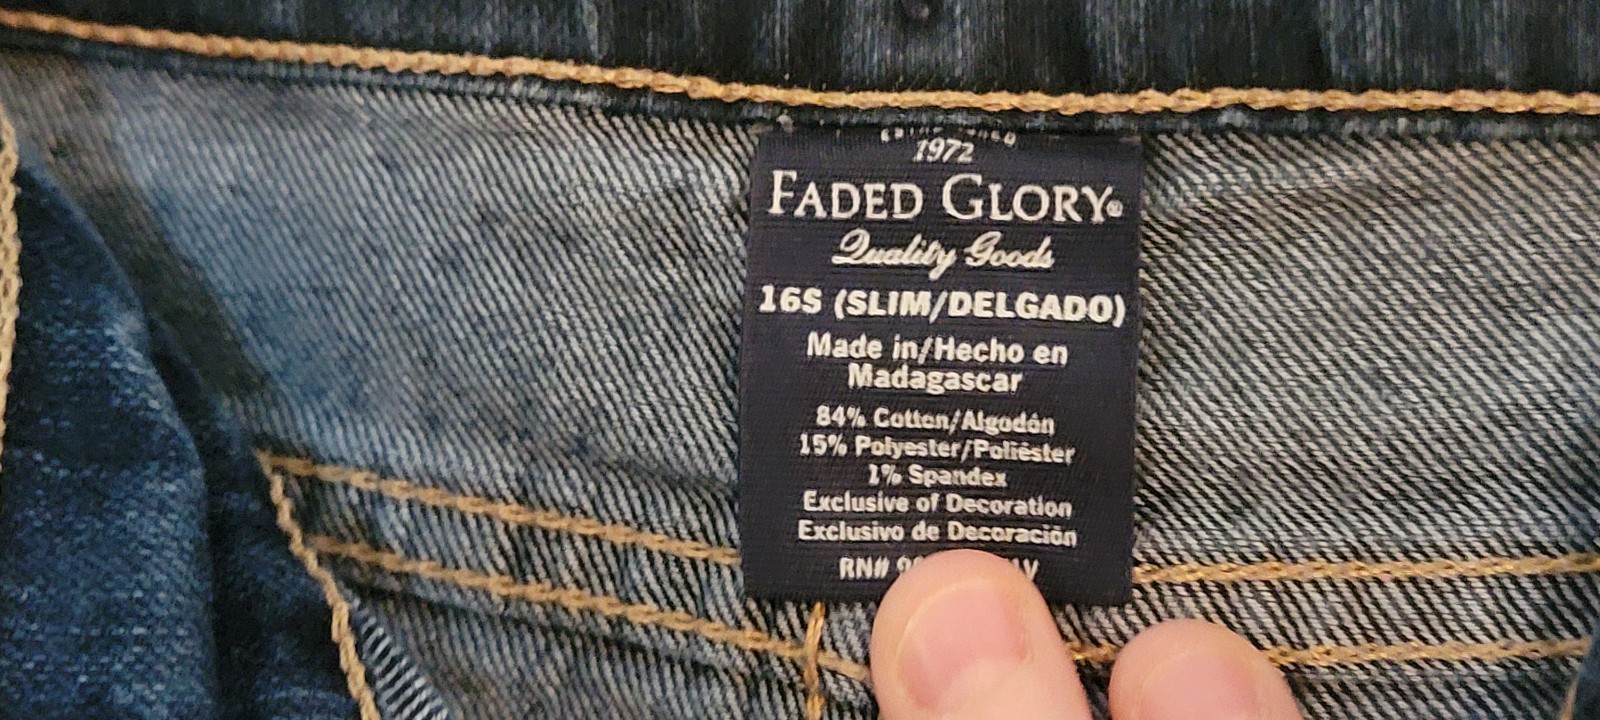 1972
FADED GLORY®
Quality Goods
16S (SLIM/DELGADO)
Made in/Hecho en
Madagascar
84% Cotton/Algodón
15% Polyester/Poliéster
1% Spandex
Exclusive of Decoration
Exclusivo de Decoración
RN#